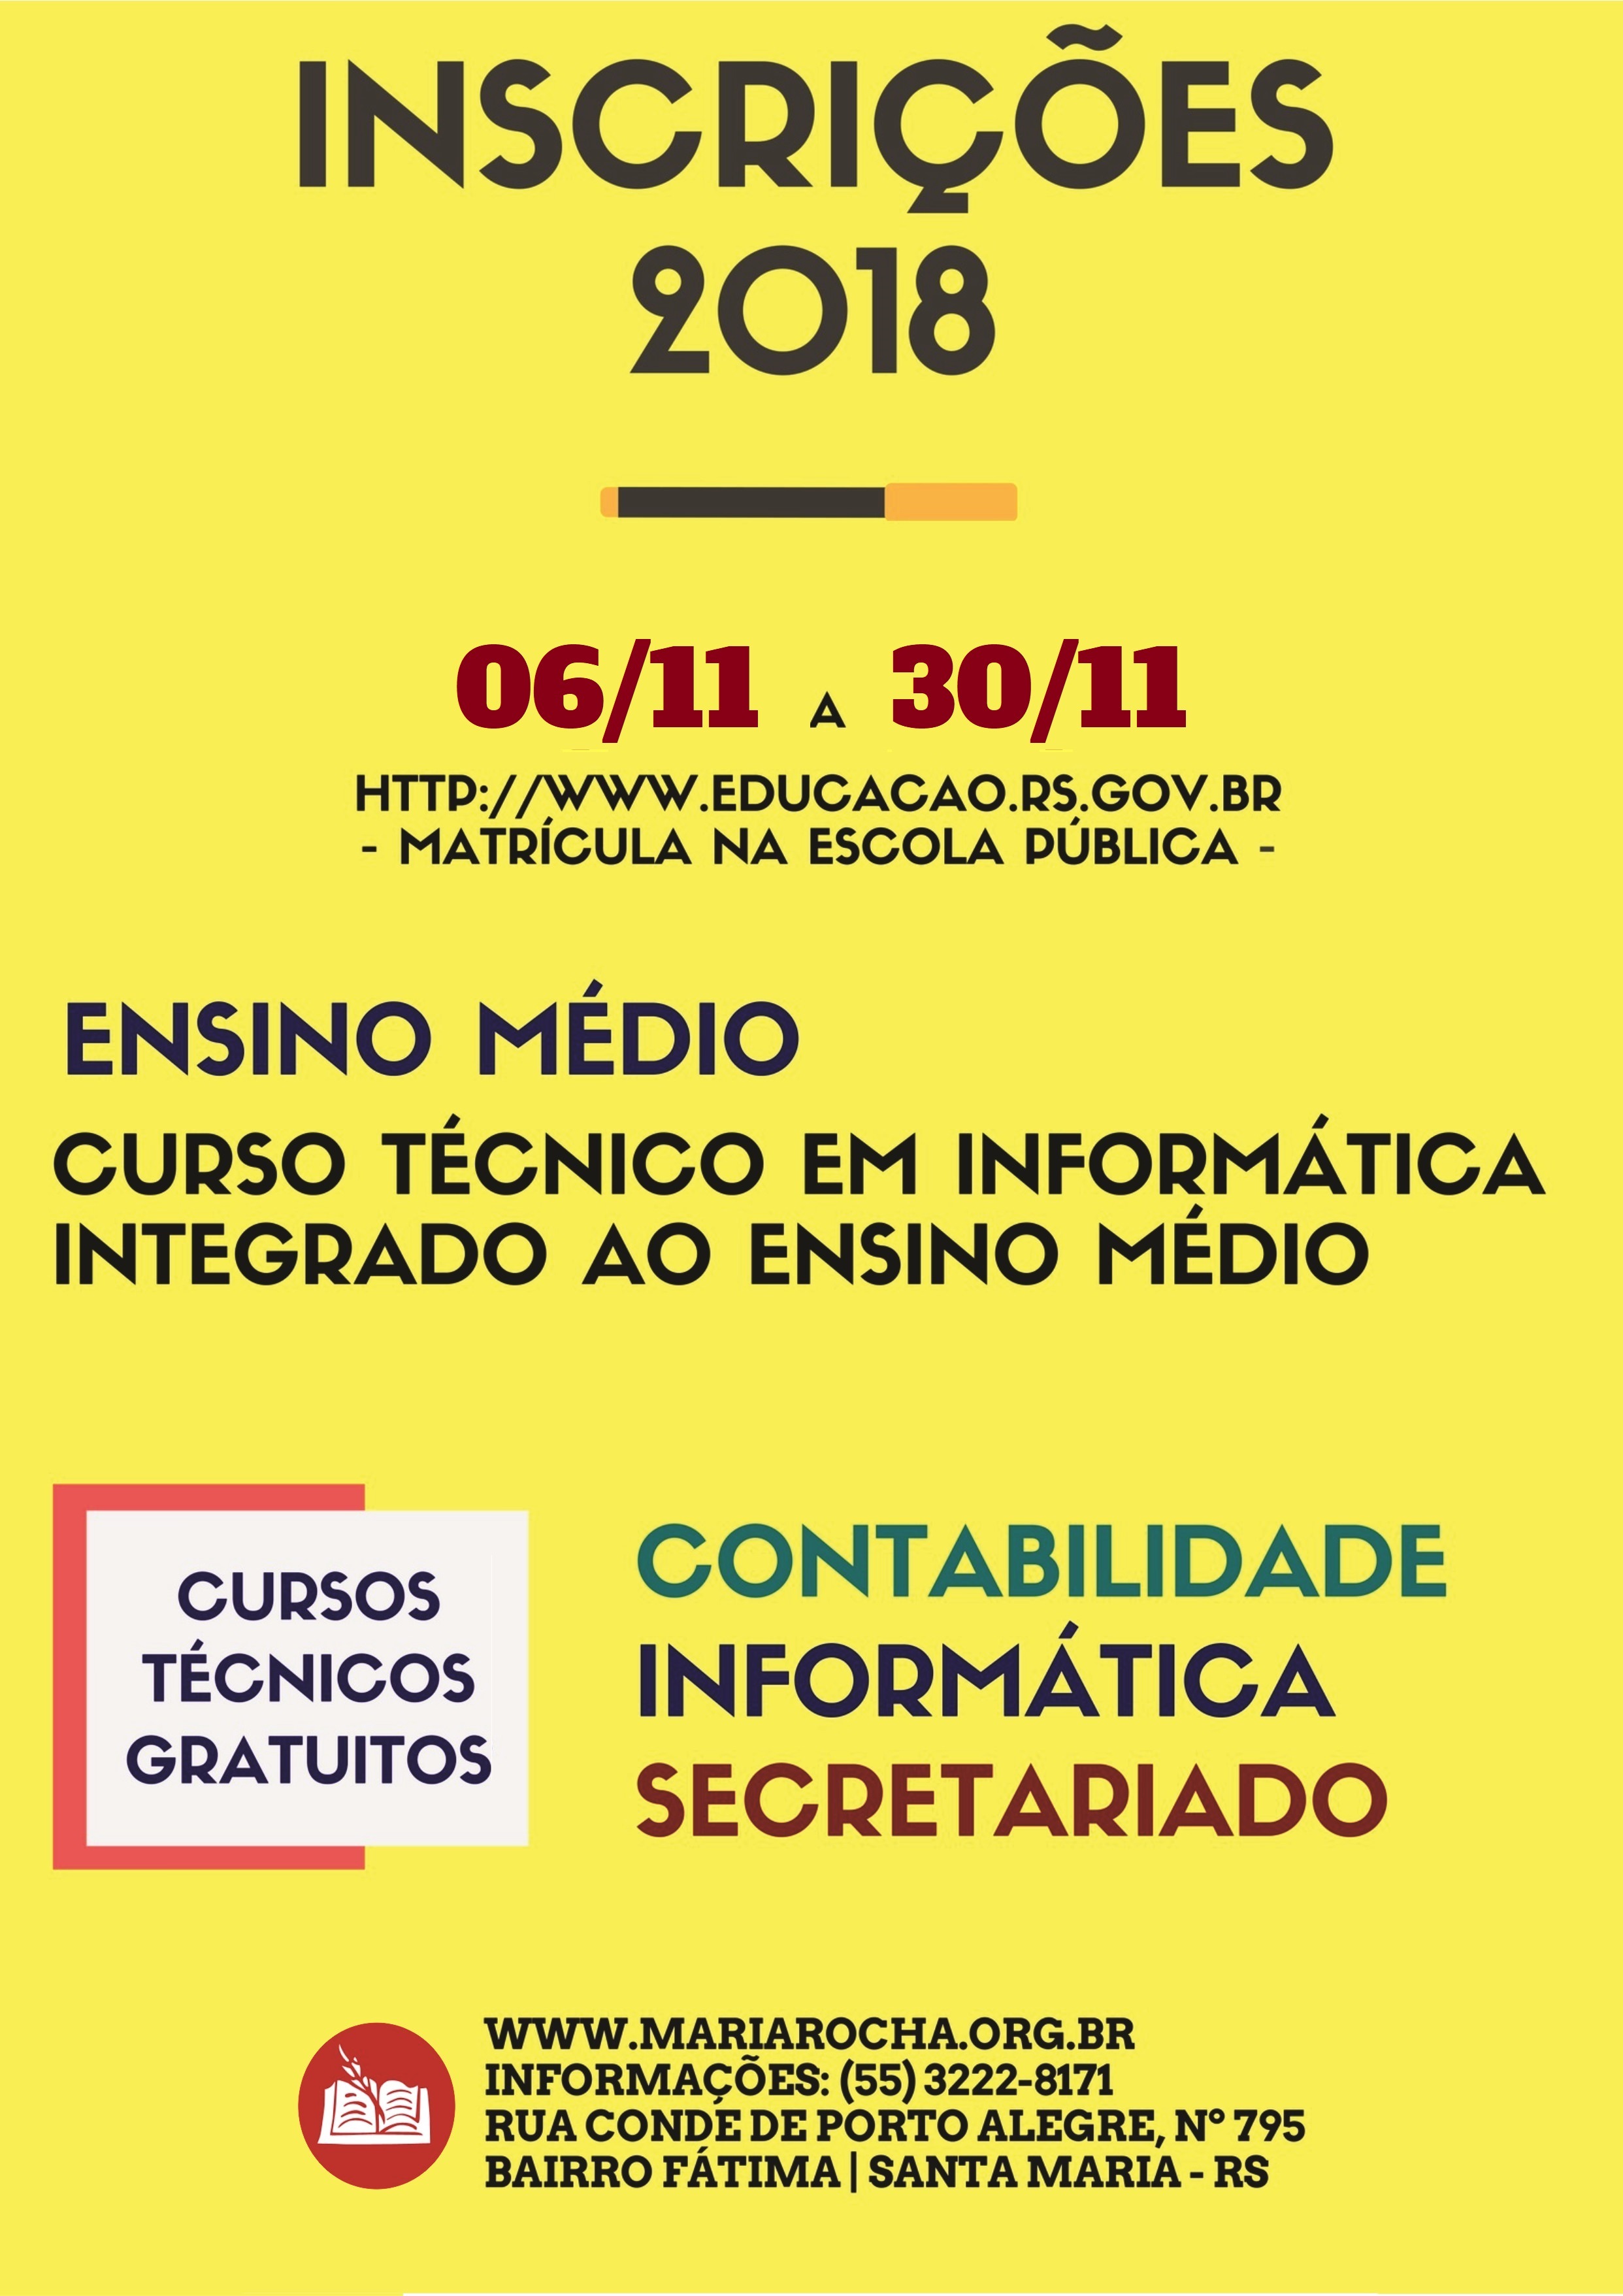 INSCRIÇÕES
2018
06/11 A 30/11
HTTP://WWW.EDUCACAO.RS.GOV.BR
- MATRÍCULA NA ESCOLA PÚBLICA -
ENSINO MÉDIO
CURSO TÉCNICO EM INFORMÁTICA
INTEGRADO AO ENSINO MÉDIO
CURSOS
TÉCNICOS
GRATUITOS
CONTABILIDADE
INFORMÁTICA
SECRETARIADO
WWW.MARIAROCHA.ORG.BR
INFORMAÇÕES: (55) 3222-8171
RUA CONDE DE PORTO ALEGRE, Nº 795
BAIRRO FÁTIMA | SANTA MARIA - RS